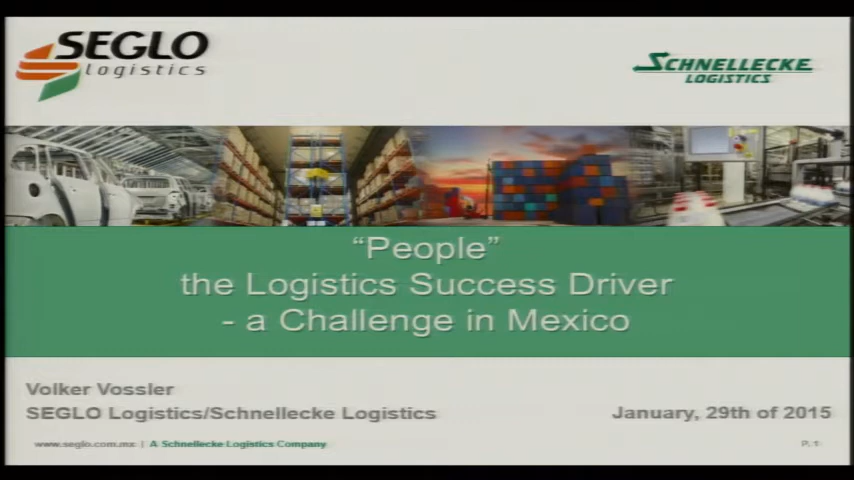 SEGLO
logistics
SCHNELLECKE
LOGISTICS
“People”
the Logistics Success Driver
- a Challenge in Mexico
Volker Vossler
SEGLO Logistics/Schnellecke Logistics
January, 29th of 2015
www.seglo.com.mx | A Schnellecke Logistics Company
P. 1